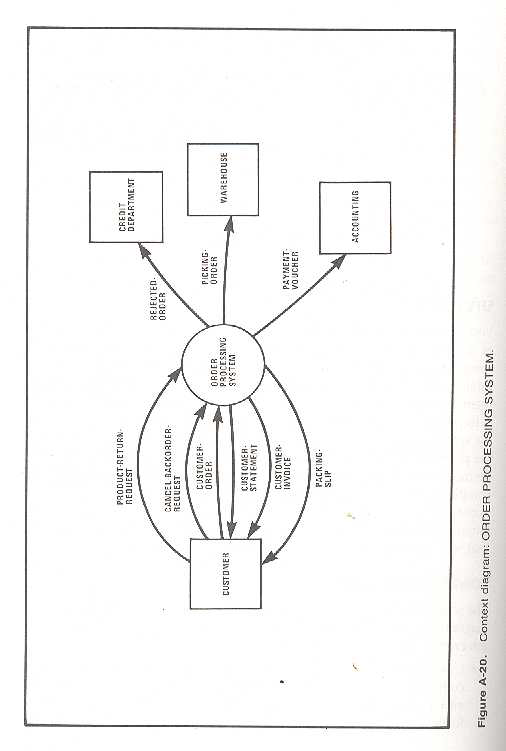 CREDIT
DEPARTMENT
WAREHOUSE
ACCOUNTING
REJECTED-
ORDER
PICKING-
ORDER
PAYMENT-
VOUCHER
ORDER
PROCESSING
SYSTEM
PRODUCT-RETURN-
REQUEST
CANCEL-BACKORDER-
REQUEST
CUSTOMER-
ORDER
CUSTOMER-
STATEMENT
CUSTOMER-
INVOICE
PACKING-
SLIP
CUSTOMER
Figure A-20. Context diagram: ORDER PROCESSING SYSTEM.